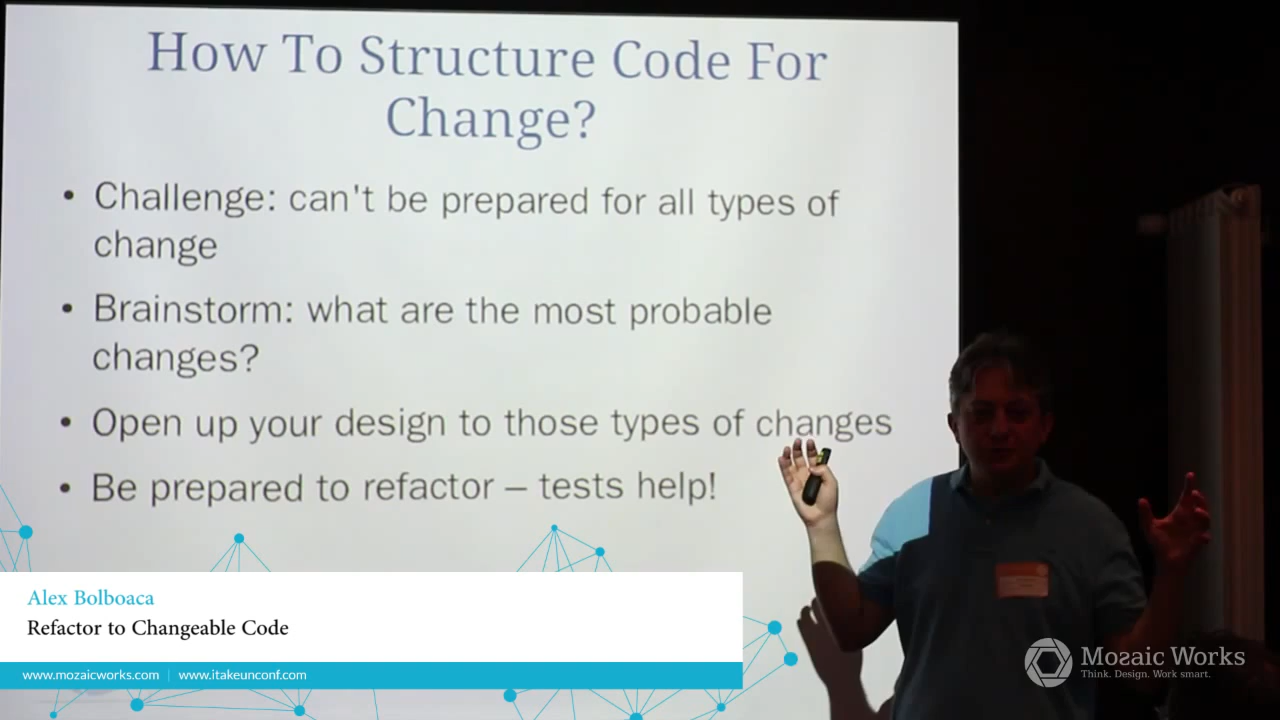 How To Structure Code For
Change?
• Challenge: can't be prepared for all types of
change
• Brainstorm: what are the most probable
changes?
• Open up your design to those types of changes
• Be prepared to refactor – tests help!
Alex Bolboaca
Refactor to Changeable Code
www.mozaicworks.com | www.itakeunconf.com
Mozaic Works
Think. Design. Work smart.